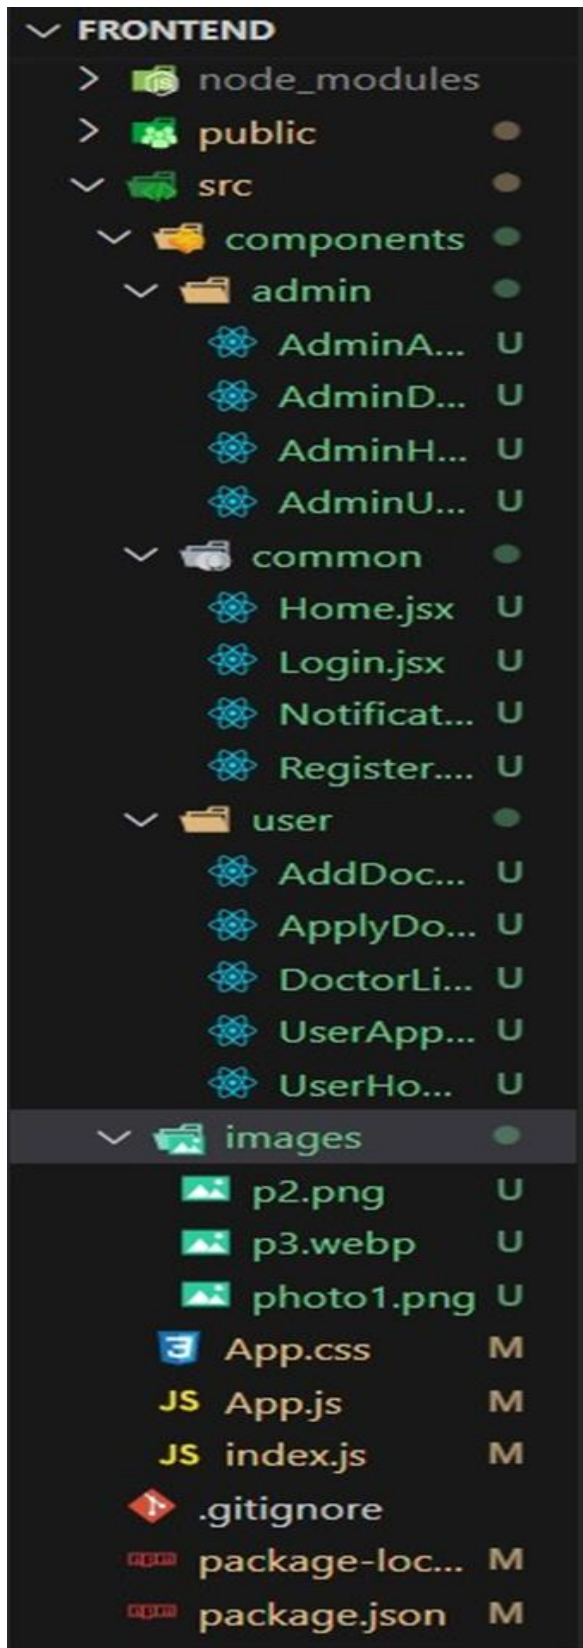 FRONTEND
node_modules
public
src
components
admin
AdminA... U
AdminD... U
AdminH... U
AdminU... U
common
Home.jsx U
Login.jsx U
Notificat... U
Register.... U
user
AddDoc... U
ApplyDo... U
DoctorLi... U
UserApp... U
UserHo... U
images
p2.png U
p3.webp U
photo1.png U
App.css M
JS App.js M
JS index.js M
.gitignore
package-loc... M
package.json M